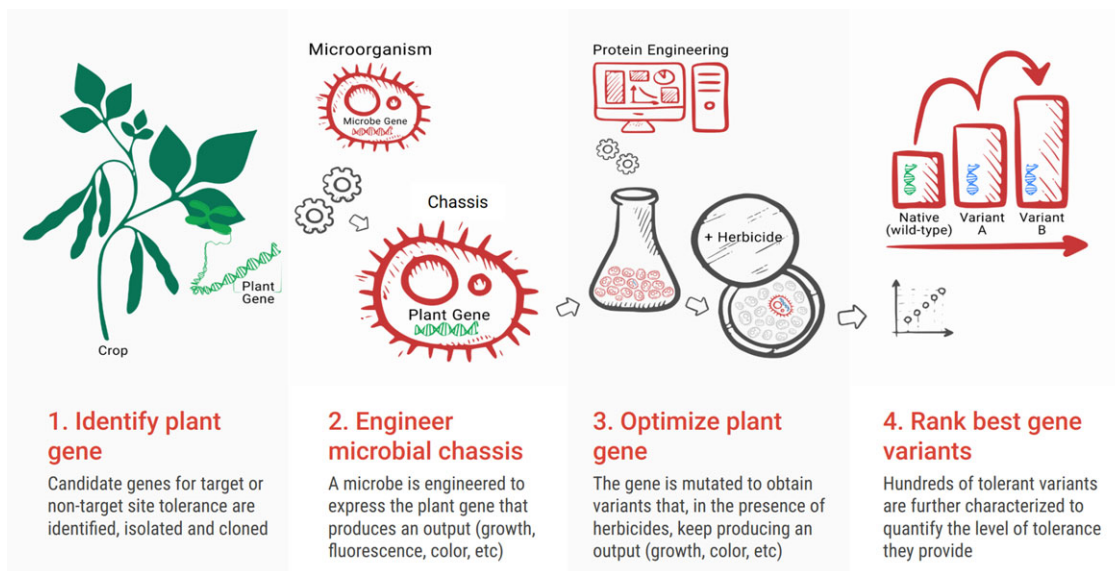 Microorganism
Microbe Gene
Chassis
Plant Gene
Plant
Gene
Crop
Protein Engineering
+ Herbicide
Native
(wild-type)
Variant
A
Variant
B
1. Identify plant
gene
Candidate genes for target or
non-target site tolerance are
identified, isolated and cloned
2. Engineer
microbial chassis
A microbe is engineered to
express the plant gene that
produces an output (growth,
fluorescence, color, etc)
3. Optimize plant
gene
The gene is mutated to obtain
variants that, in the presence of
herbicides, keep producing an
output (growth, color, etc)
4. Rank best gene
variants
Hundreds of tolerant variants
are further characterized to
quantify the level of tolerance
they provide